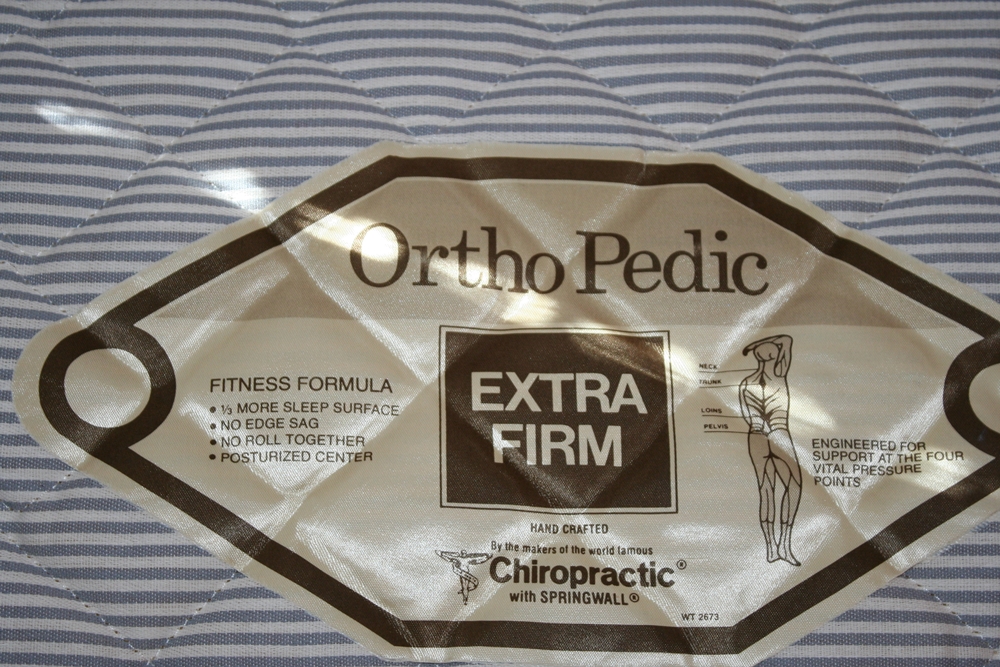 Ortho Pedic
EXTRA
FIRM
FITNESS FORMULA
• ⅓ MORE SLEEP SURFACE
• NO EDGE SAG
• NO ROLL TOGETHER
• POSTURIZED CENTER
NECK
TRUNK
LOINS
PELVIS
ENGINEERED FOR
SUPPORT AT THE FOUR
VITAL PRESSURE
POINTS
HAND CRAFTED
By the makers of the world famous
Chiropractic®
with SPRINGWALL®
WT 2673